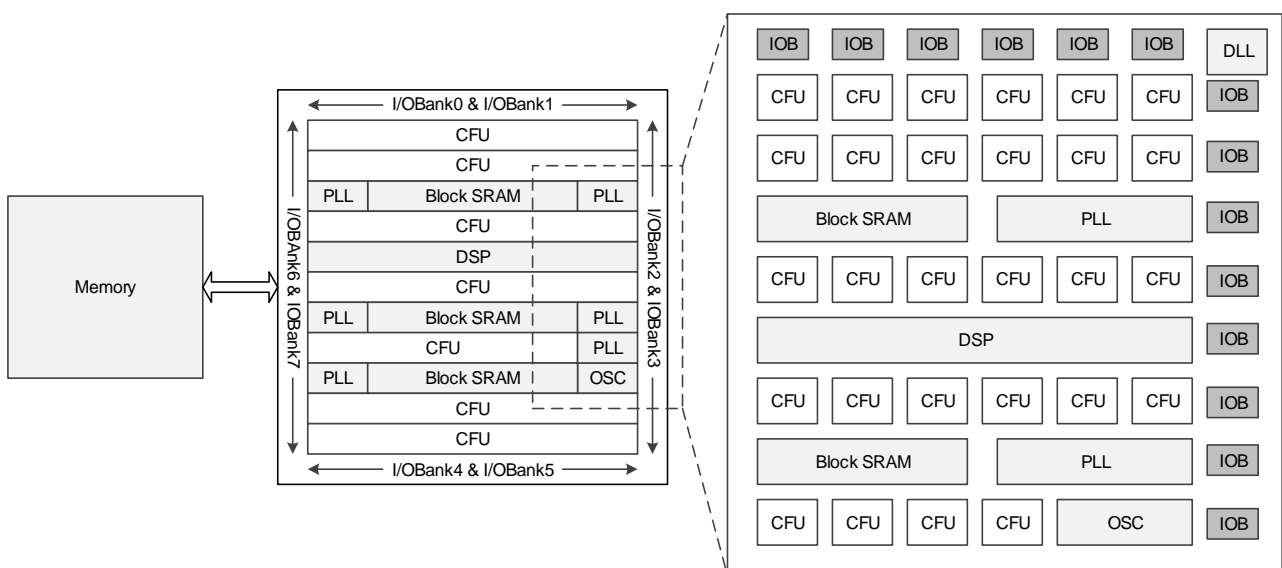 Memory
I/OBank0 & I/OBank1
I/OBAnk6 & IOBank7
CFU
CFU
PLL Block SRAM PLL
CFU
DSP
CFU
PLL Block SRAM PLL
CFU PLL
PLL Block SRAM OSC
CFU
CFU
I/OBank2 & IOBank3
I/OBank4 & I/OBank5
IOB IOB IOB IOB IOB IOB DLL
CFU CFU CFU CFU CFU CFU IOB
CFU CFU CFU CFU CFU CFU IOB
Block SRAM PLL IOB
CFU CFU CFU CFU CFU CFU IOB
DSP IOB
CFU CFU CFU CFU CFU CFU IOB
Block SRAM PLL IOB
CFU CFU CFU CFU OSC IOB